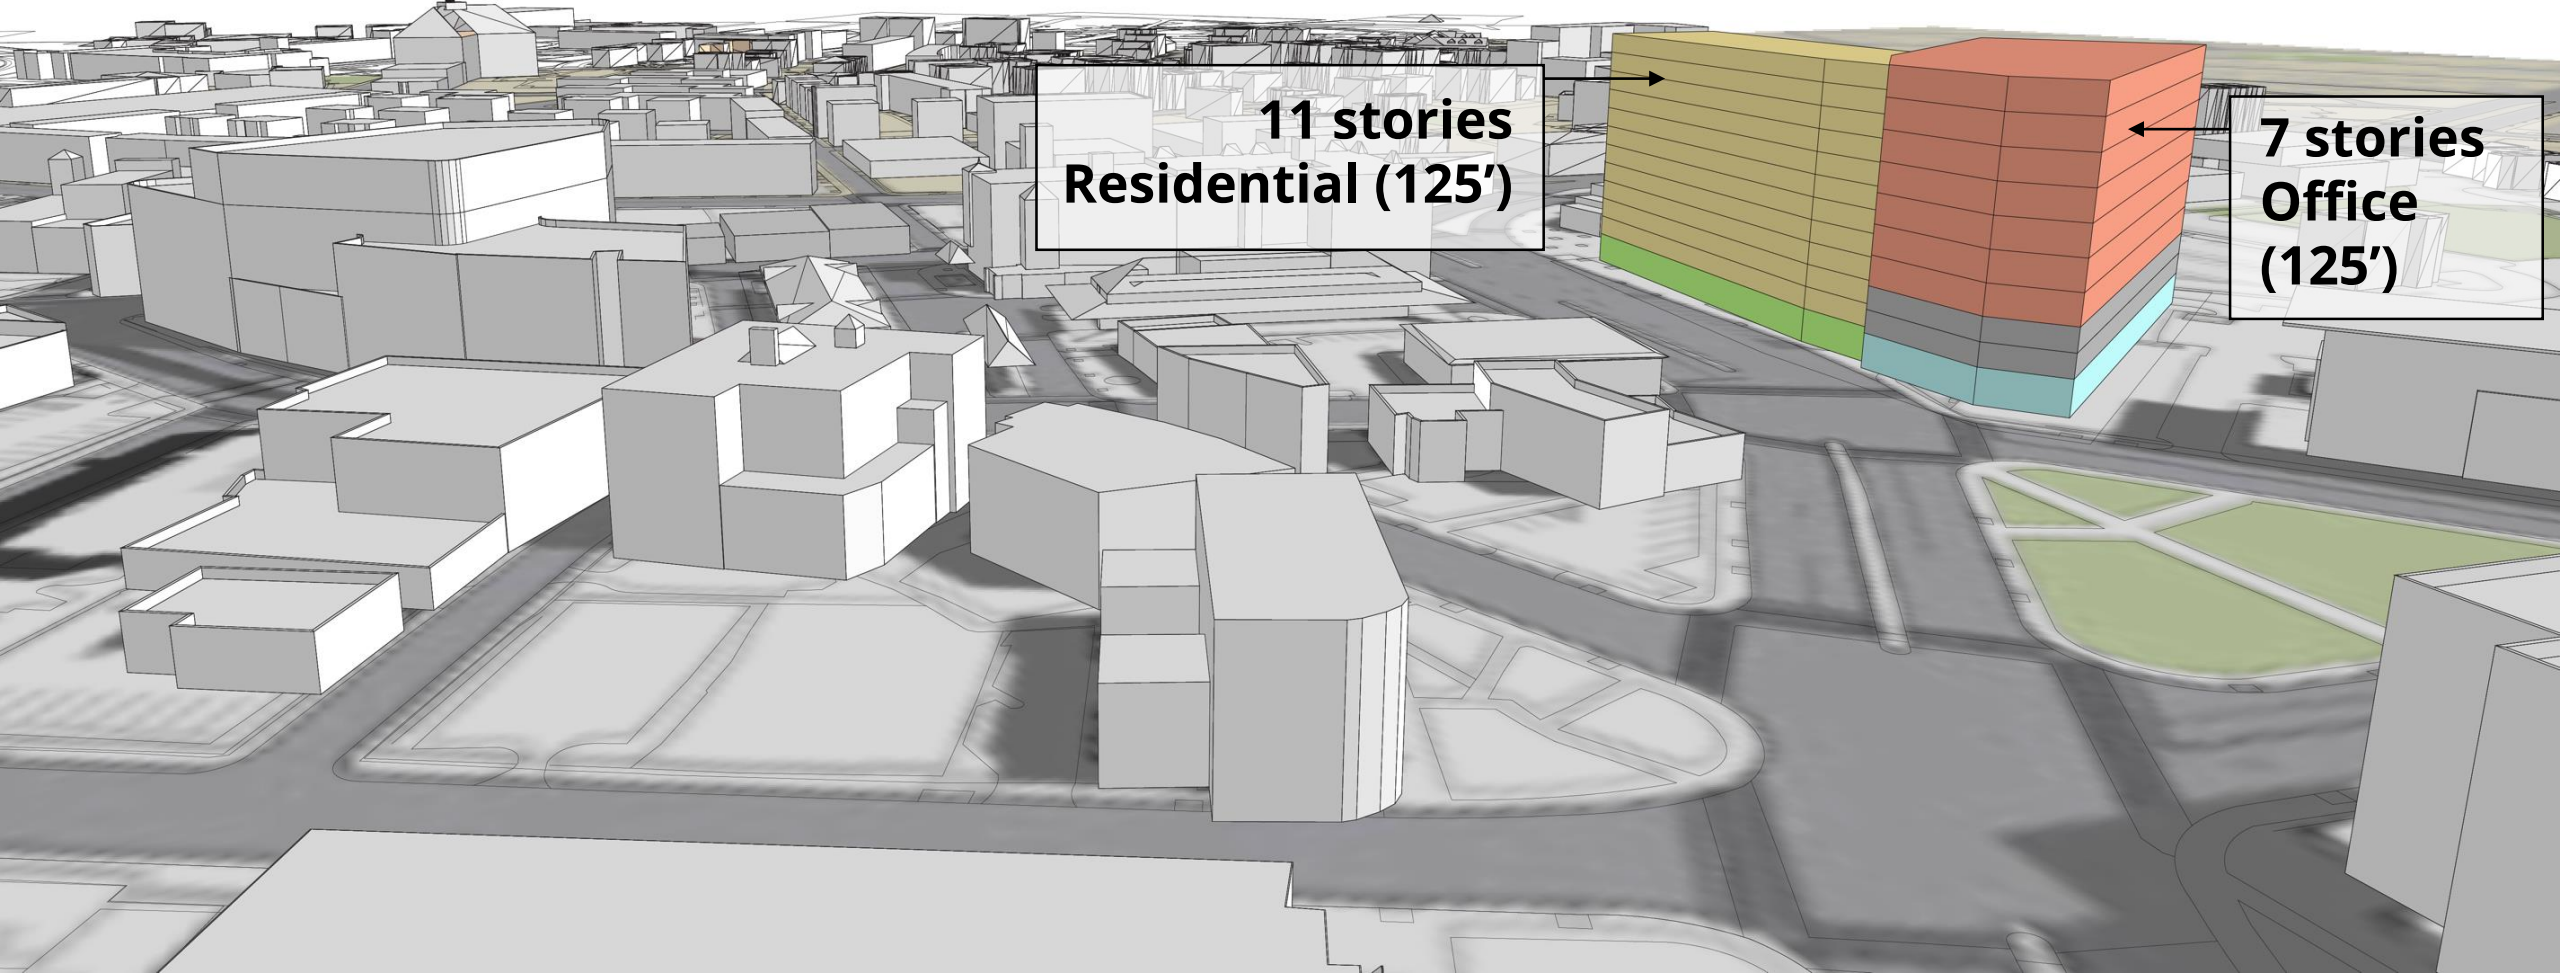 11 stories
Residential (125’)
7 stories
Office
(125’)